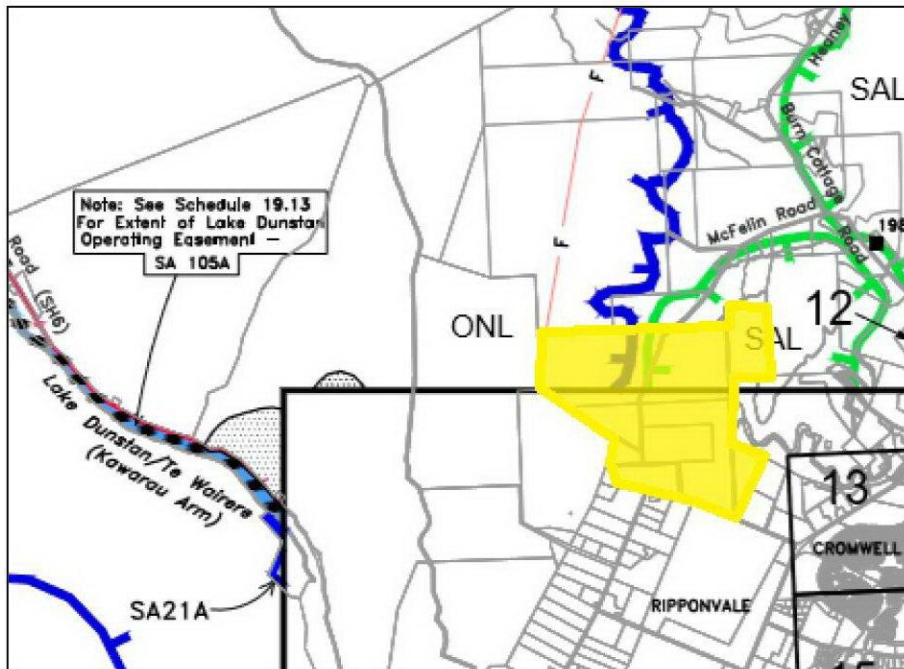 Heaney
SAL
F
Burn Cottage
Road
Note: See Schedule 19.13
For Extent of Lake Dunstan
Operating Easement –
SA 105A
McFelin Road
198
Road
(SH6)
F
ONL
SAL
12
Lake Dunstan/Te Wairere
(Kawarau Arm)
13
CROMWELL
SA21A
RIPPONVALE